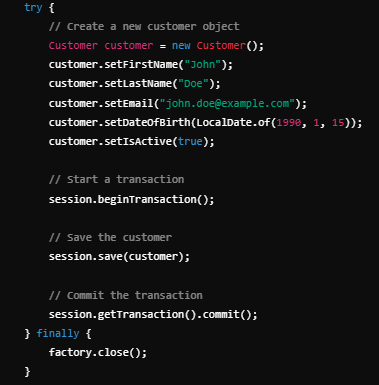 try {
    // Create a new customer object
    Customer customer = new Customer();
    customer.setFirstName("John");
    customer.setLastName("Doe");
    customer.setEmail("john.doe@example.com");
    customer.setDateOfBirth(LocalDate.of(1990, 1, 15));
    customer.setIsActive(true);

    // Start a transaction
    session.beginTransaction();

    // Save the customer
    session.save(customer);

    // Commit the transaction
    session.getTransaction().commit();
} finally {
    factory.close();
}